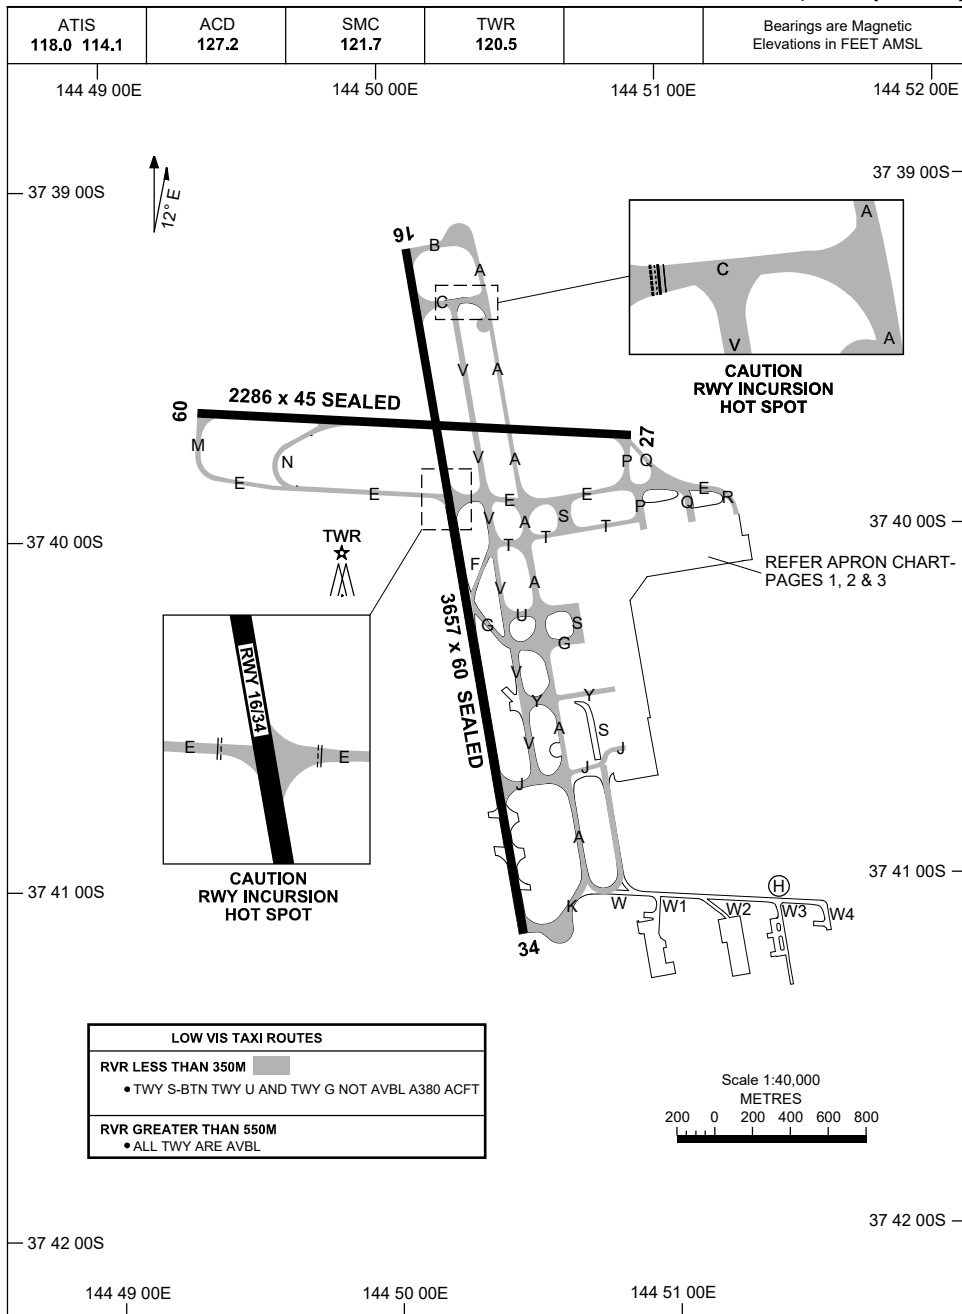 ATIS
118.0 114.1
ACD
127.2
SMC
121.7
TWR
120.5
Bearings are Magnetic
Elevations in FEET AMSL
144 49 00E
144 50 00E
144 51 00E
144 52 00E
37 39 00S
37 39 00S
12° E
16
B
A
C
C
A
V
A
CAUTION
RWY INCURSION
HOT SPOT
V
A
09
2286 x 45 SEALED
27
M
N
V
A
P
Q
E
E
E
E
E
V
A
S
T
T
T
P
Q
R
37 40 00S
37 40 00S
TWR
F
V
A
REFER APRON CHART-
PAGES 1, 2 & 3
G
U
S
G
3657 x 60 SEALED
RWY 16/34
E
E
CAUTION
RWY INCURSION
HOT SPOT
V
Y
Y
A
S
V
J
J
J
A
37 41 00S
37 41 00S
H
K
W
W1
W2
W3
W4
34
LOW VIS TAXI ROUTES
RVR LESS THAN 350M
• TWY S-BTN TWY U AND TWY G NOT AVBL A380 ACFT
RVR GREATER THAN 550M
• ALL TWY ARE AVBL
Scale 1:40,000
METRES
200 0 200 400 600 800
37 42 00S
37 42 00S
144 49 00E
144 50 00E
144 51 00E